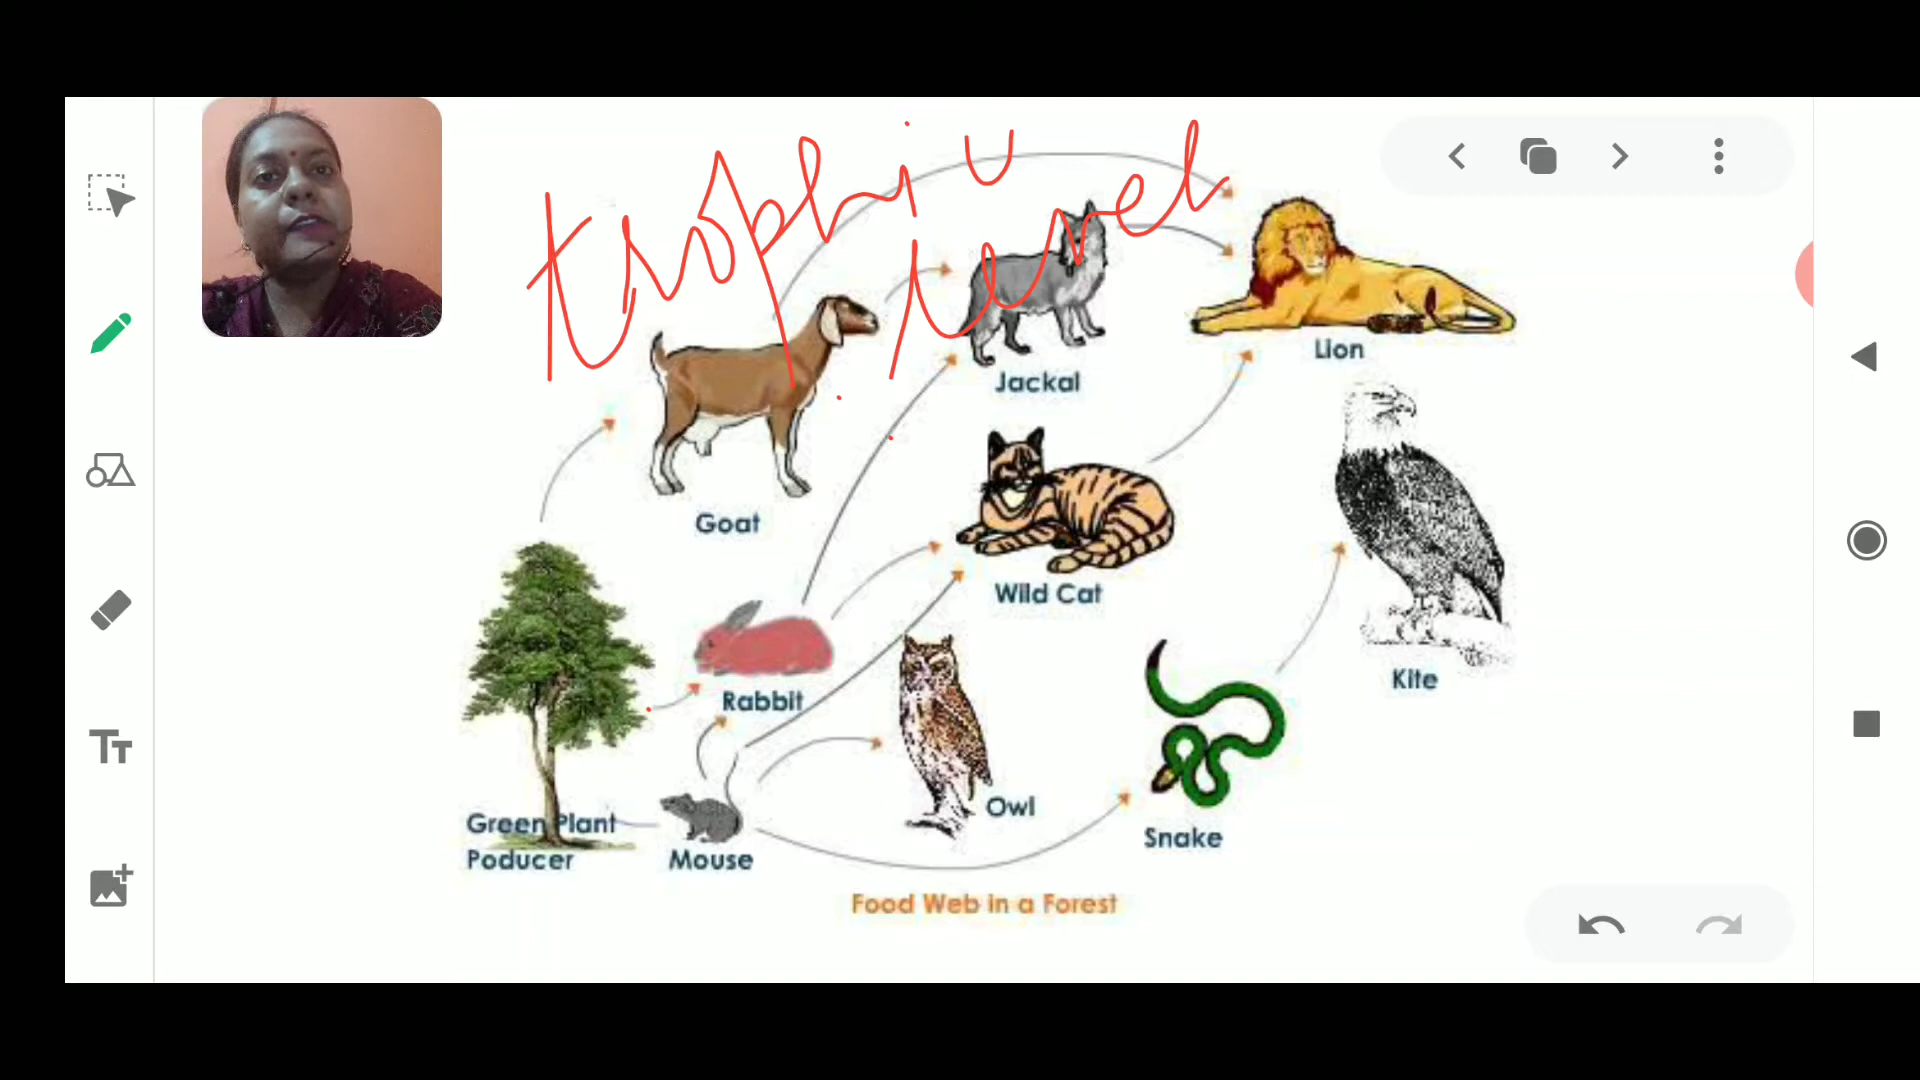 trophic
level
Lion
Jackal
Goat
Wild Cat
Kite
Rabbit
Owl
Green Plant
Poducer
Mouse
Snake
Food Web in a Forest
Tт